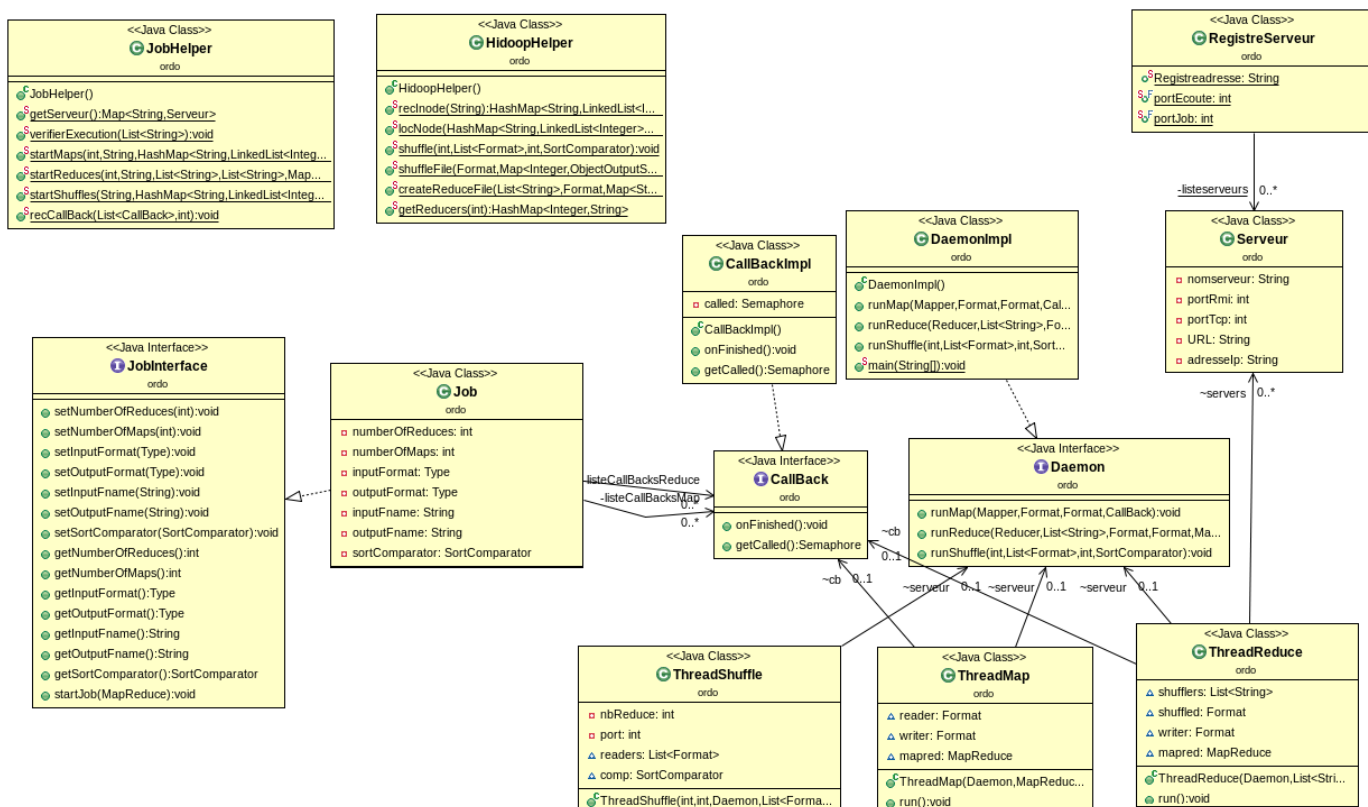 <<Java Class>>
JobHelper
ordo
JobHelper()
getServeur():Map<String,Serveur>
verifierExecution(List<String>):void
startMaps(int,String,HashMap<String,LinkedList<Integ...
startReduces(int,String,List<String>,List<String>,Map...
startShuffles(String,HashMap<String,LinkedList<Integ...
recCallBack(List<CallBack>,int):void
<<Java Class>>
HidoopHelper
ordo
HidoopHelper()
recInode(String):HashMap<String,LinkedList<I...
locNode(HashMap<String,LinkedList<Integer>...
shuffle(int,List<Format>,int,SortComparator):void
shuffleFile(Format,Map<Integer,ObjectOutputS...
createReduceFile(List<String>,Format,Map<St...
getReducers(int):HashMap<Integer,String>
<<Java Class>>
RegistreServeur
ordo
Registreadresse: String
portEcoute: int
portJob: int
-listeserveurs
0..*
<<Java Class>>
CallBackImpl
ordo
called: Semaphore
CallBackImpl()
onFinished():void
getCalled():Semaphore
<<Java Class>>
DaemonImpl
ordo
DaemonImpl()
runMap(Mapper,Format,Format,Cal...
runReduce(Reducer,List<String>,Fo...
runShuffle(int,List<Format>,int,Sort...
main(String[]):void
<<Java Class>>
Serveur
ordo
nomserveur: String
portRmi: int
portTcp: int
URL: String
adresseIp: String
~servers
0..*
<<Java Interface>>
JobInterface
ordo
setNumberOfReduces(int):void
setNumberOfMaps(int):void
setInputFormat(Type):void
setOutputFormat(Type):void
setInputFname(String):void
setOutputFname(String):void
setSortComparator(SortComparator):void
getNumberOfReduces():int
getNumberOfMaps():int
getInputFormat():Type
getOutputFormat():Type
getInputFname():String
getOutputFname():String
getSortComparator():SortComparator
startJob(MapReduce):void
<<Java Class>>
Job
ordo
numberOfReduces: int
numberOfMaps: int
inputFormat: Type
outputFormat: Type
inputFname: String
outputFname: String
sortComparator: SortComparator
listeCallBacksReduce
-listeCallBacksMap
0..*
0..*
<<Java Interface>>
CallBack
ordo
onFinished():void
getCalled():Semaphore
<<Java Interface>>
Daemon
ordo
runMap(Mapper,Format,Format,CallBack):void
runReduce(Reducer,List<String>,Format,Format,Ma...
runShuffle(int,List<Format>,int,SortComparator):void
~cb
0..1
~cb 0..1
~serveur 0..1
~serveur 0..1
~serveur 0..1
<<Java Class>>
ThreadShuffle
ordo
nbReduce: int
port: int
readers: List<Format>
comp: SortComparator
ThreadShuffle(int,int,Daemon,List<Forma...
<<Java Class>>
ThreadMap
ordo
reader: Format
writer: Format
mapred: MapReduce
ThreadMap(Daemon,MapReduc...
run():void
<<Java Class>>
ThreadReduce
ordo
shufflers: List<String>
shuffled: Format
writer: Format
mapred: MapReduce
ThreadReduce(Daemon,List<Stri...
run():void